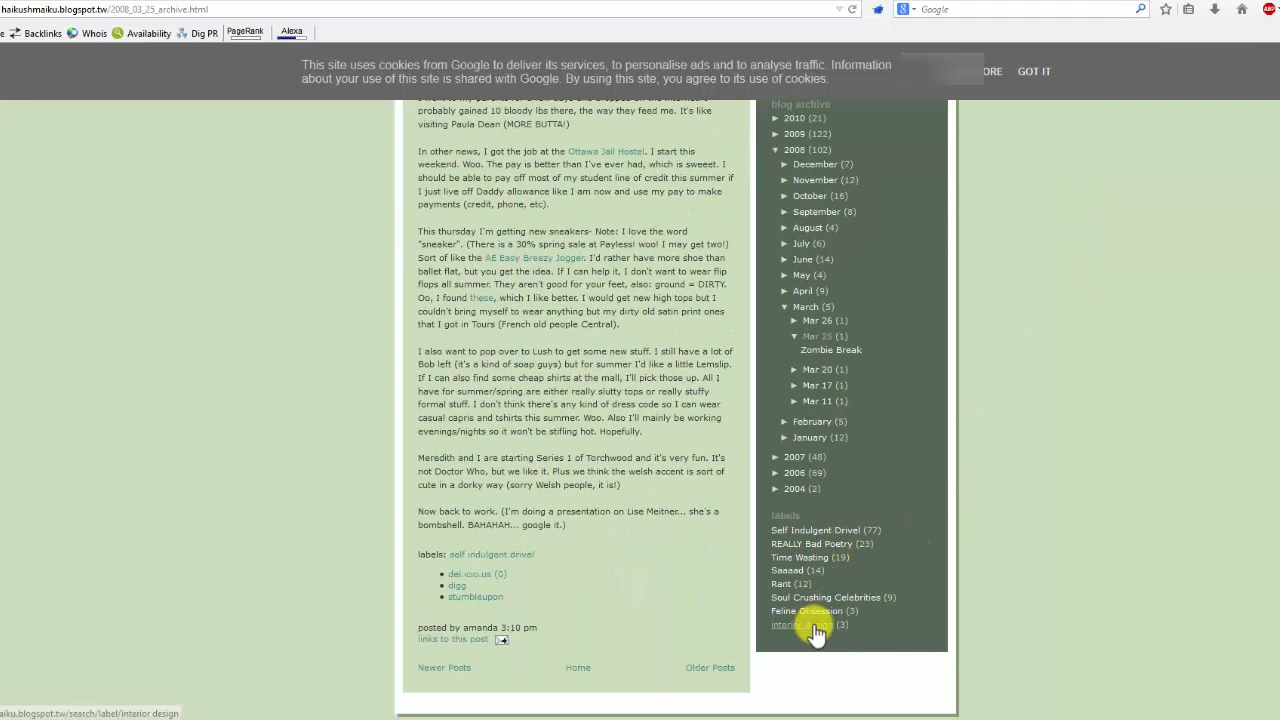 haikushmaiku.blogspot.tw/2008_03_25_archive.html
Google
Backlinks Whois Availability Dig PR PageRank Alexa
This site uses cookies from Google to deliver its services, to personalise ads and to analyse traffic. Information
about your use of this site is shared with Google. By using this site, you agree to its use of cookies.
ORE GOT IT
probably gained 10 bloody lbs there, the way they feed me. It's like
visiting Paula Dean (MORE BUTTA!)
In other news, I got the job at the Ottawa Jail Hostel. I start this
weekend. Woo. The pay is better than I've ever had, which is sweeet. I
should be able to pay off most of my student line of credit this summer if
I just live off Daddy allowance like I am now and use my pay to make
payments (credit, phone, etc).
This thursday I'm getting new sneakers- Note: I love the word
"sneaker". (There is a 30% spring sale at Payless! woo! I may get two!)
Sort of like the AE Easy Breezy Jogger. I'd rather have more shoe than
ballet flat, but you get the idea. If I can help it, I don't want to wear flip
flops all summer. They aren't good for your feet, also: ground = DIRTY.
Oo, I found these, which I like better. I would get new high tops but I
couldn't bring myself to wear anything but my dirty old satin print ones
that I got in Tours (French old people Central).
I also want to pop over to Lush to get some new stuff. I still have a lot of
Bob left (it's a kind of soap guys) but for summer I'd like a little Lemslip.
If I can also find some cheap shirts at the mall, I'll pick those up. All I
have for summer/spring are either really slutty tops or really stuffy
formal stuff. I don't think there's any kind of dress code so I can wear
casual capris and tshirts this summer. Woo. Also I'll mainly be working
evenings/nights so it won't be stifling hot. Hopefully.
Meredith and I are starting Series 1 of Torchwood and it's very fun. It's
not Doctor Who, but we like it. Plus we think the welsh accent is sort of
cute in a dorky way (sorry Welsh people, it is!)
Now back to work. (I'm doing a presentation on Lise Meitner... she's a
bombshell. BAHAHAH... google it.)
labels: self indulgent drivel
del.icio.us (0)
digg
stumbleupon
posted by amanda 3:10 pm
links to this post
Newer Posts Home Older Posts
blog archive
► 2010 (21)
► 2009 (122)
▼ 2008 (102)
► December (7)
► November (12)
► October (16)
► September (8)
► August (4)
► July (6)
► June (14)
► May (4)
► April (9)
▼ March (5)
► Mar 26 (1)
▼ Mar 25 (1)
Zombie Break
► Mar 20 (1)
► Mar 17 (1)
► Mar 11 (1)
► February (5)
► January (12)
► 2007 (48)
► 2006 (69)
► 2004 (2)
labels
Self Indulgent Drivel (77)
REALLY Bad Poetry (23)
Time Wasting (19)
Saaaad (14)
Rant (12)
Soul Crushing Celebrities (9)
Feline Obsession (3)
interior design (3)
aiku.blogspot.tw/search/label/interior design